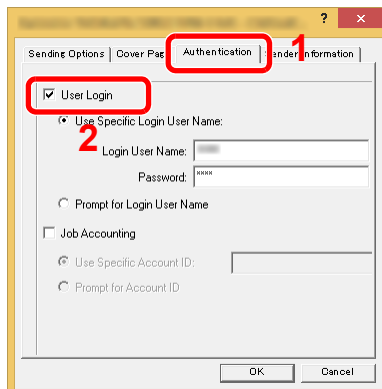 ?
Sending Options Cover Pag Authentication ender Information
1
User Login
Use Specific Login User Name:
2
Login User Name:
Password: ****
Prompt for Login User Name
Job Accounting
Use Specific Account ID:
Prompt for Account ID
OK Cancel